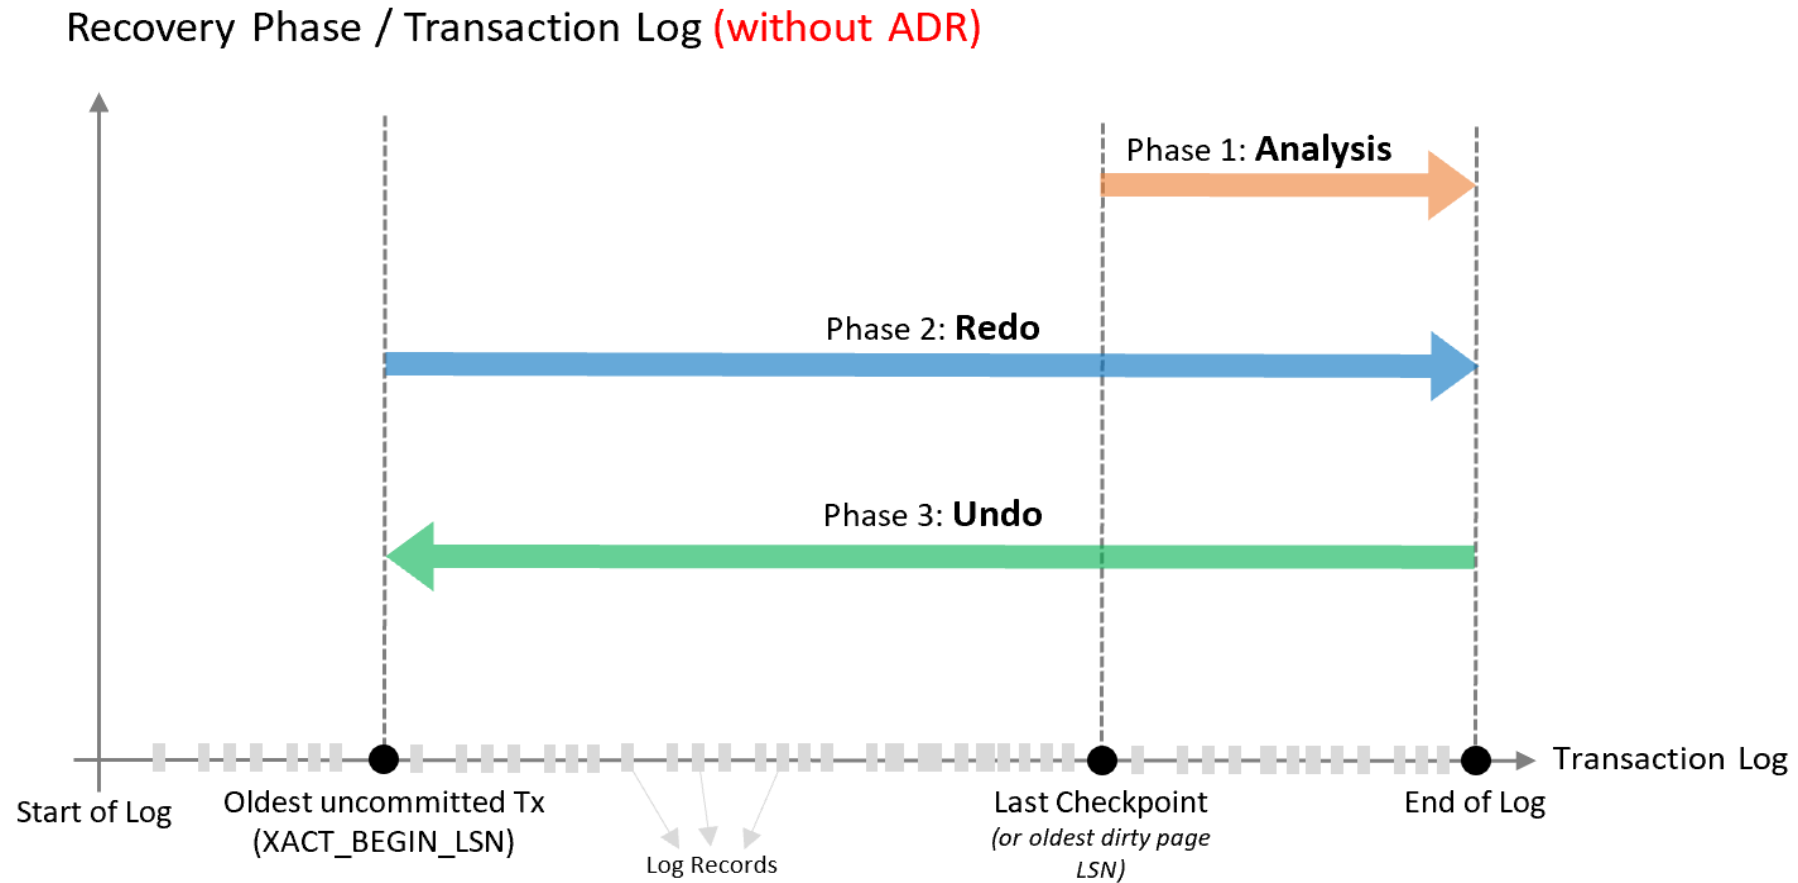 Recovery Phase / Transaction Log (without ADR)
Phase 1: Analysis
Phase 2: Redo
Phase 3: Undo
Transaction Log
Start of Log
Oldest uncommitted Tx
(XACT_BEGIN_LSN)
Log Records
Last Checkpoint
(or oldest dirty page
LSN)
End of Log